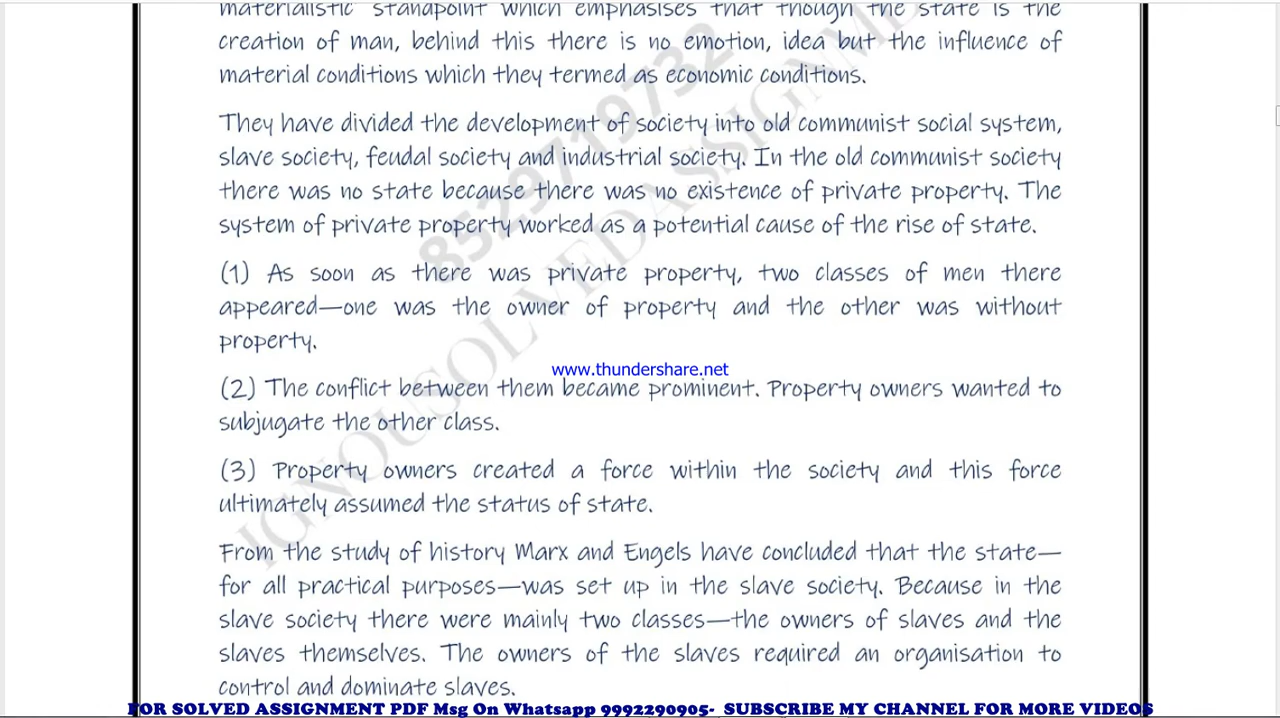 materialistic standpoint which emphasises that though the state is the
creation of man, behind this there is no emotion, idea but the influence of
material conditions which they termed as economic conditions.
They have divided the development of society into old communist social system,
slave society, feudal society and industrial society. In the old communist society
there was no state because there was no existence of private property. The
system of private property worked as a potential cause of the rise of state.
(1) As soon as there was private property, two classes of men there
appeared—one was the owner of property and the other was without
property.
www.thundershare.net
(2) The conflict between them became prominent. Property owners wanted to
subjugate the other class.
(3) Property owners created a force within the society and this force
ultimately assumed the status of state.
From the study of history Marx and Engels have concluded that the state—
for all practical purposes—was set up in the slave society. Because in the
slave society there were mainly two classes—the owners of slaves and the
slaves themselves. The owners of the slaves required an organisation to
control and dominate slaves.
8529719732
IGNOUSOLVEDASSIGNME
FOR SOLVED ASSIGNMENT PDF Msg On Whatsapp 9992290905- SUBSCRIBE MY CHANNEL FOR MORE VIDEOS